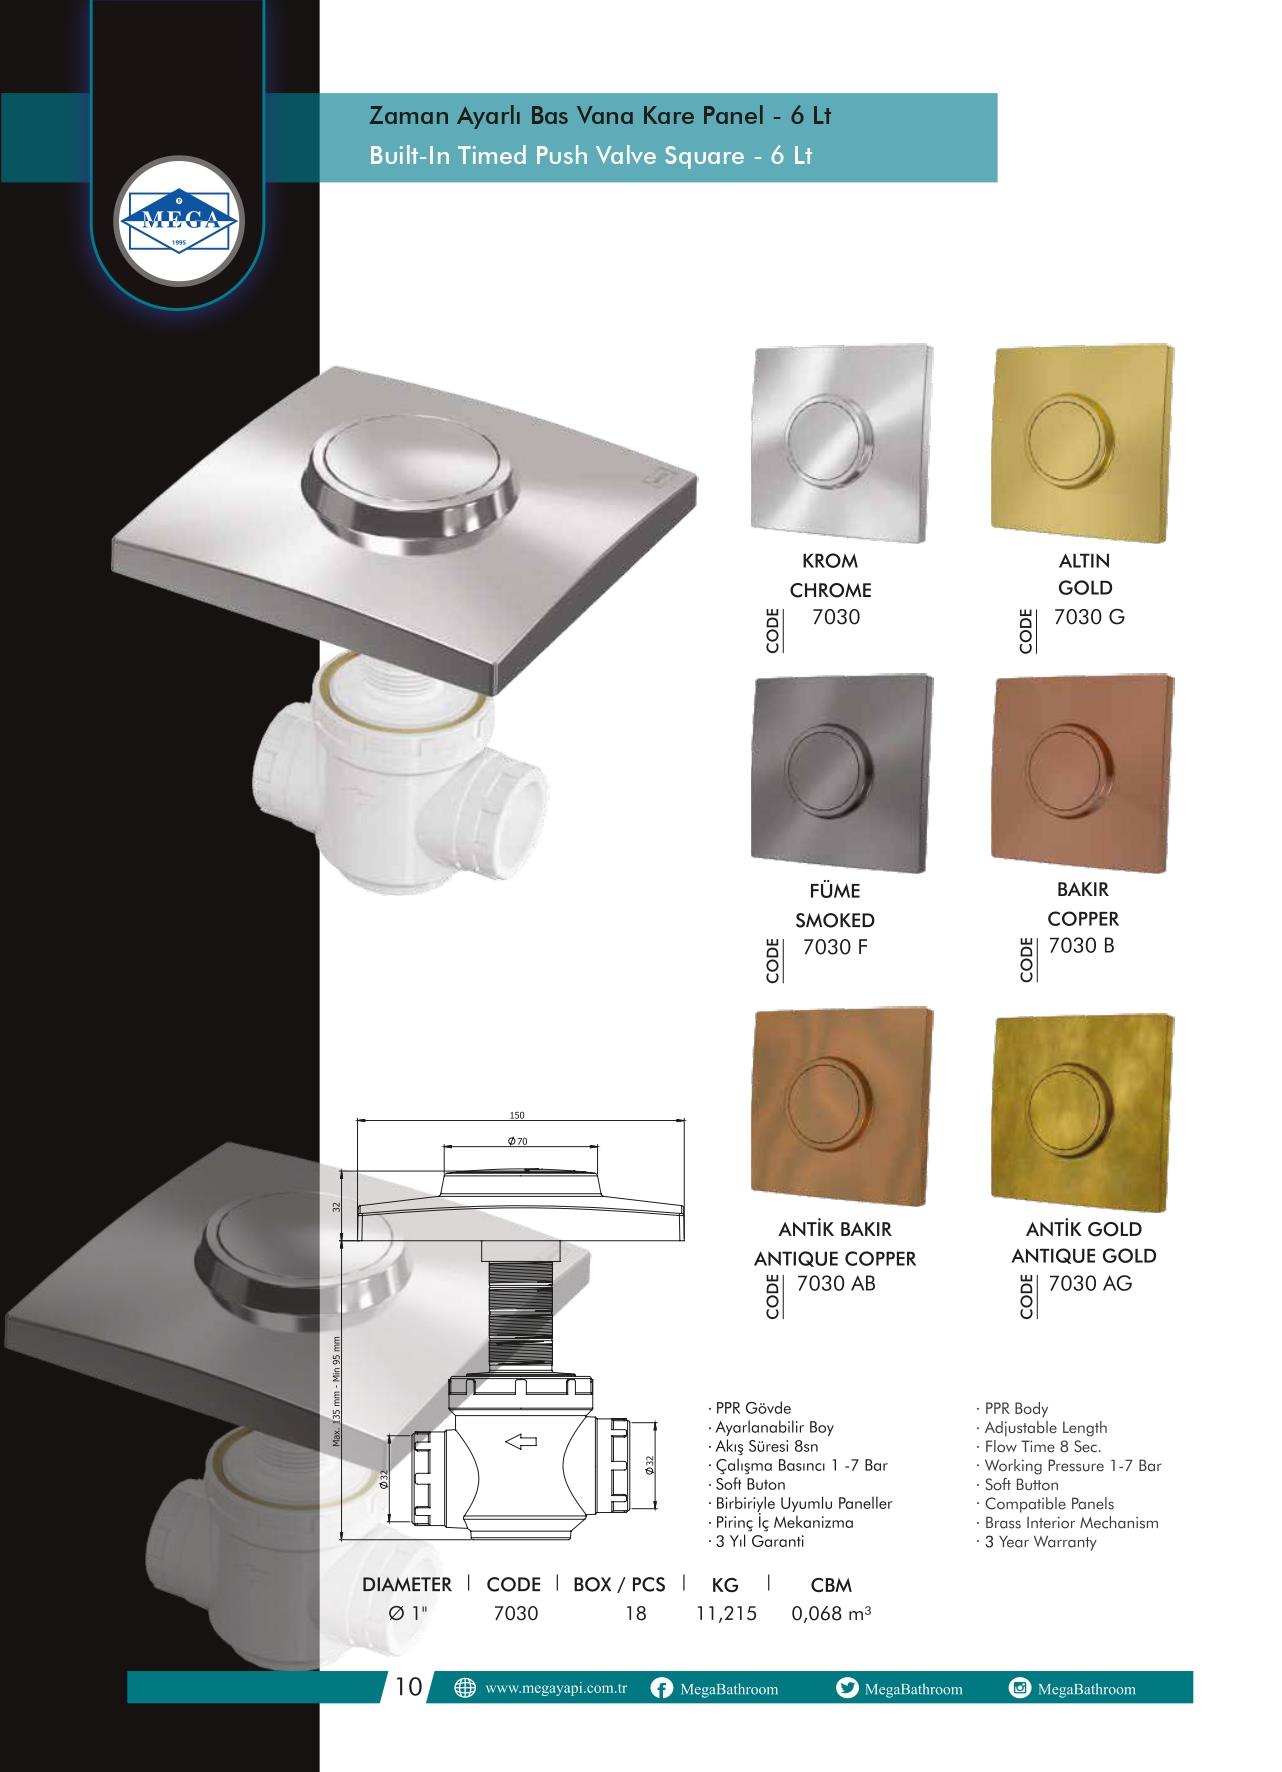 Zaman Ayarlı Bas Vana Kare Panel - 6 Lt
Built-In Timed Push Valve Square - 6 Lt
MEGA
1995
KROM
CHROME
CODE
7030
ALTIN
GOLD
CODE
7030 G
FÜME
SMOKED
CODE
7030 F
BAKIR
COPPER
CODE
7030 B
ANTİK BAKIR
ANTIQUE COPPER
CODE
7030 AB
ANTİK GOLD
ANTIQUE GOLD
CODE
7030 AG
150
Ø70
32
Max. 135 mm - Min 95 mm
Ø32
Ø32
· PPR Gövde
· Ayarlanabilir Boy
· Akış Süresi 8sn
· Çalışma Basıncı 1 -7 Bar
· Soft Buton
· Birbiriyle Uyumlu Paneller
· Pirinç İç Mekanizma
· 3 Yıl Garanti
· PPR Body
· Adjustable Length
· Flow Time 8 Sec.
· Working Pressure 1-7 Bar
· Soft Button
· Compatible Panels
· Brass Interior Mechanism
· 3 Year Warranty
DIAMETER | CODE | BOX / PCS | KG | CBM
Ø 1" 7030 18 11,215 0,068 m³
10 www.megayapi.com.tr MegaBathroom MegaBathroom MegaBathroom